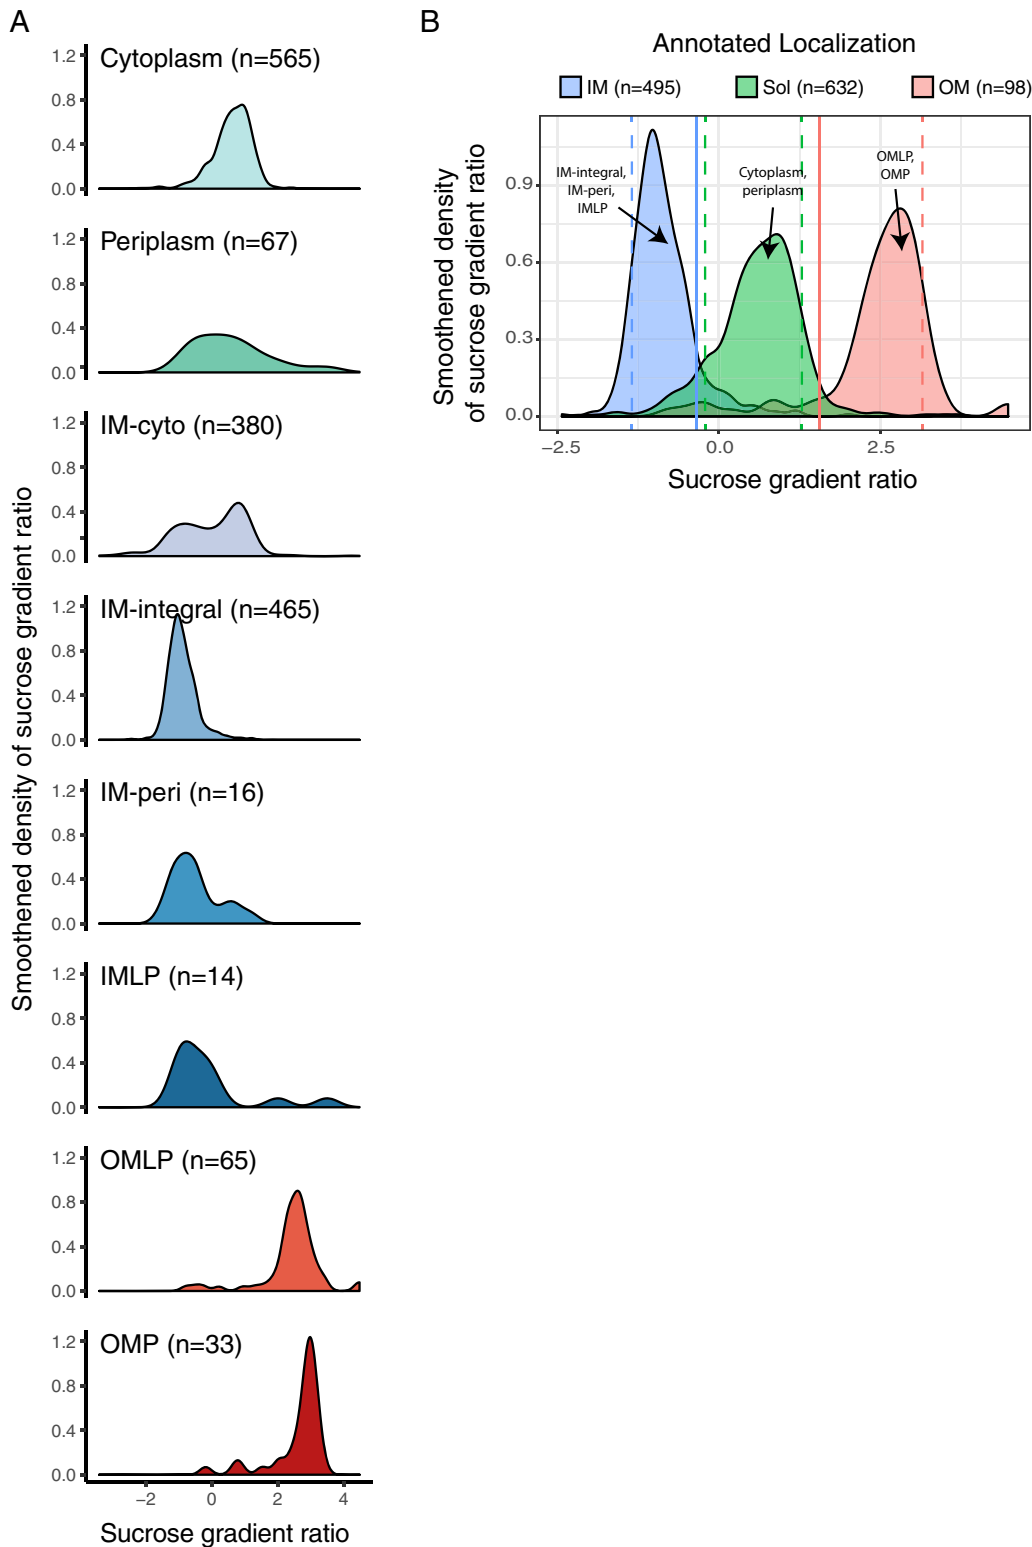 A
Smoothened density of sucrose gradient ratio
Cytoplasm (n=565)
1.2
0.8
0.4
0.0
Periplasm (n=67)
1.2
0.8
0.4
0.0
IM-cyto (n=380)
1.2
0.8
0.4
0.0
IM-integral (n=465)
1.2
0.8
0.4
0.0
IM-peri (n=16)
1.2
0.8
0.4
0.0
IMLP (n=14)
1.2
0.8
0.4
0.0
OMLP (n=65)
1.2
0.8
0.4
0.0
OMP (n=33)
1.2
0.8
0.4
0.0
−2 0 2 4
Sucrose gradient ratio
B
Annotated Localization
IM (n=495) Sol (n=632) OM (n=98)
Smoothened density
of sucrose gradient ratio
0.9
0.6
0.3
0.0
IM-integral,
IM-peri,
IMLP
Cytoplasm,
periplasm
OMLP,
OMP
−2.5 0.0 2.5
Sucrose gradient ratio